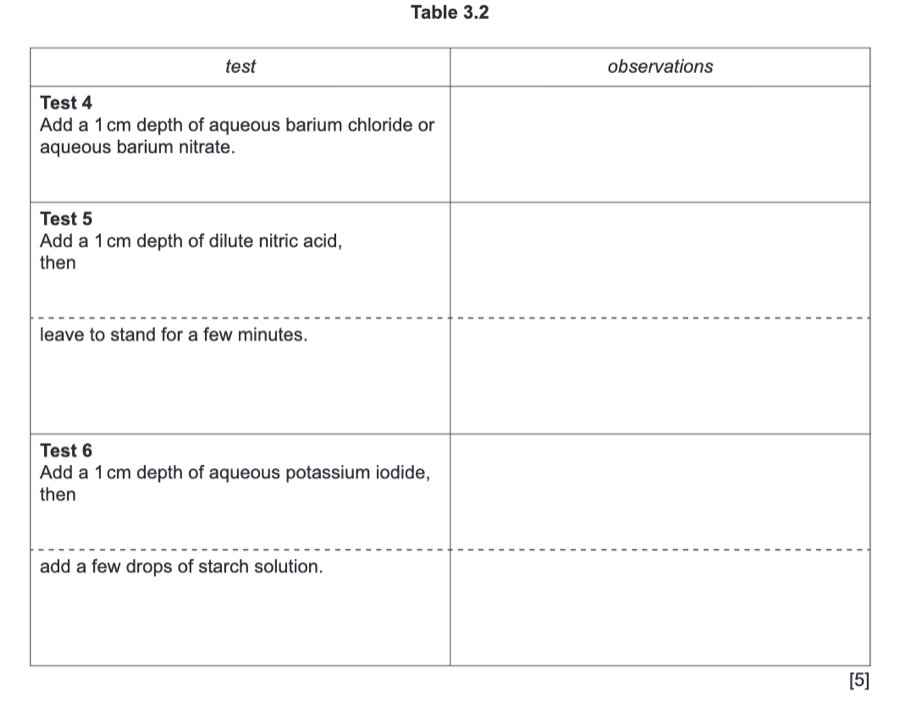 Table 3.2
test
observations
Test 4
Add a 1 cm depth of aqueous barium chloride or
aqueous barium nitrate.
Test 5
Add a 1 cm depth of dilute nitric acid,
then
leave to stand for a few minutes.
Test 6
Add a 1 cm depth of aqueous potassium iodide,
then
add a few drops of starch solution.
[5]